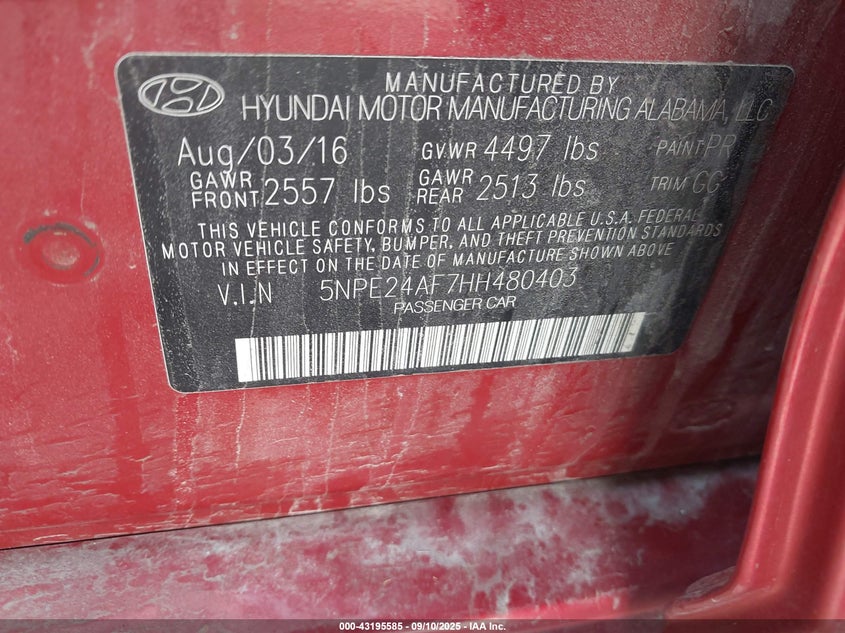 MANUFACTURED BY
HYUNDAI MOTOR MANUFACTURING ALABAMA, LLC
Aug/03/16 GVWR 4497 lbs PAINT PR
GAWR FRONT 2557 lbs GAWR REAR 2513 lbs TRIM GG
THIS VEHICLE CONFORMS TO ALL APPLICABLE U.S.A. FEDERAL
MOTOR VEHICLE SAFETY, BUMPER, AND THEFT PREVENTION STANDARDS
IN EFFECT ON THE DATE OF MANUFACTURE SHOWN ABOVE
V.I.N 5NPE24AF7HH480403
PASSENGER CAR
000-43195585 - 09/10/2025 - IAA Inc.